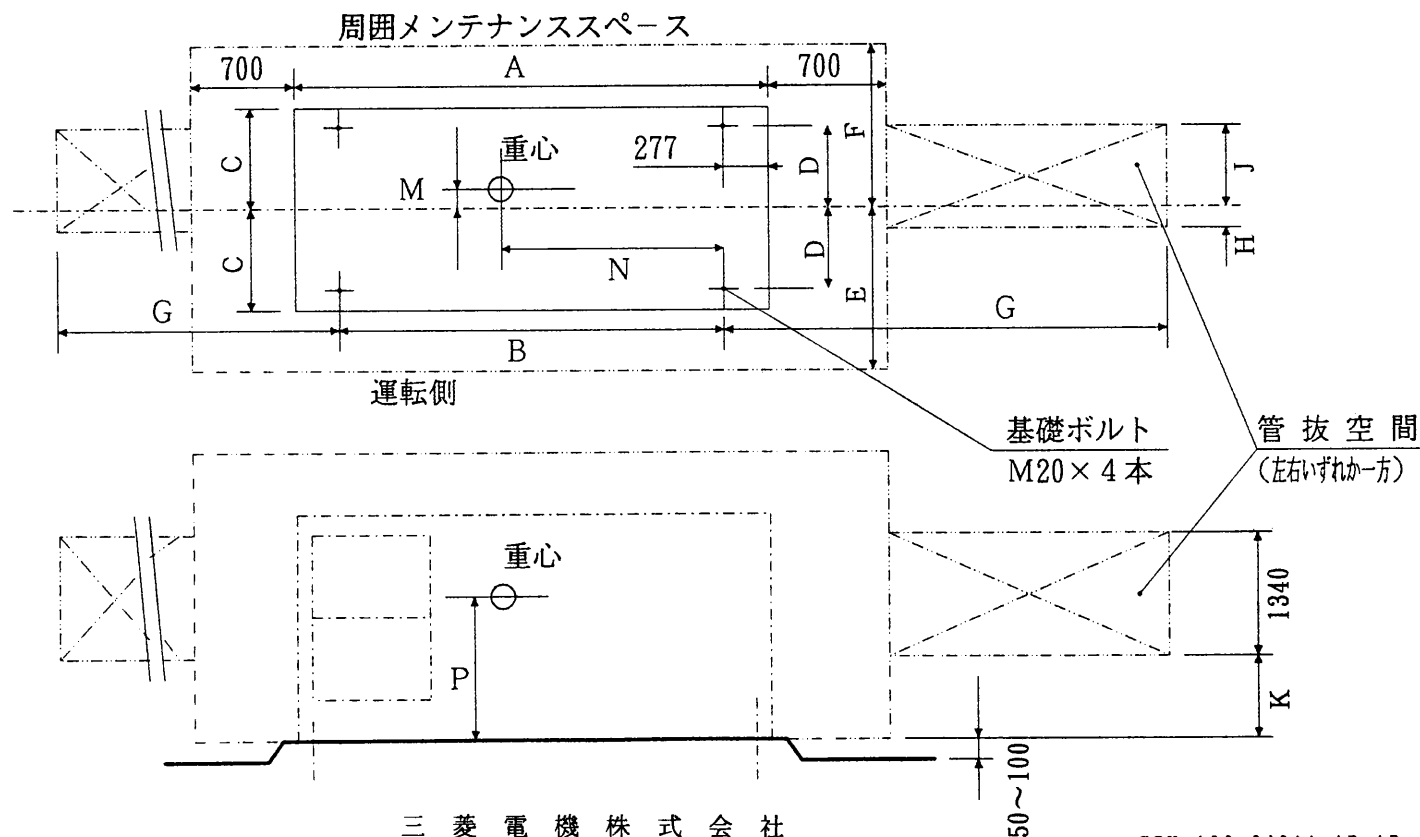 周囲メンテナンススペース
700
A
700
C
重心
277
D
F
J
M
C
N
D
E
H
G
B
G
運転側
基礎ボルト
M20×4本
管抜空間
(左右いずれか一方)
重心
P
1340
K
50~100
三菱電機株式会社